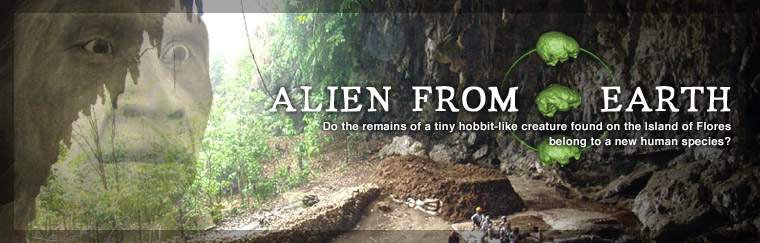 ALIEN FROM EARTH
Do the remains of a tiny hobbit-like creature found on the Island of Flores
belong to a new human species?